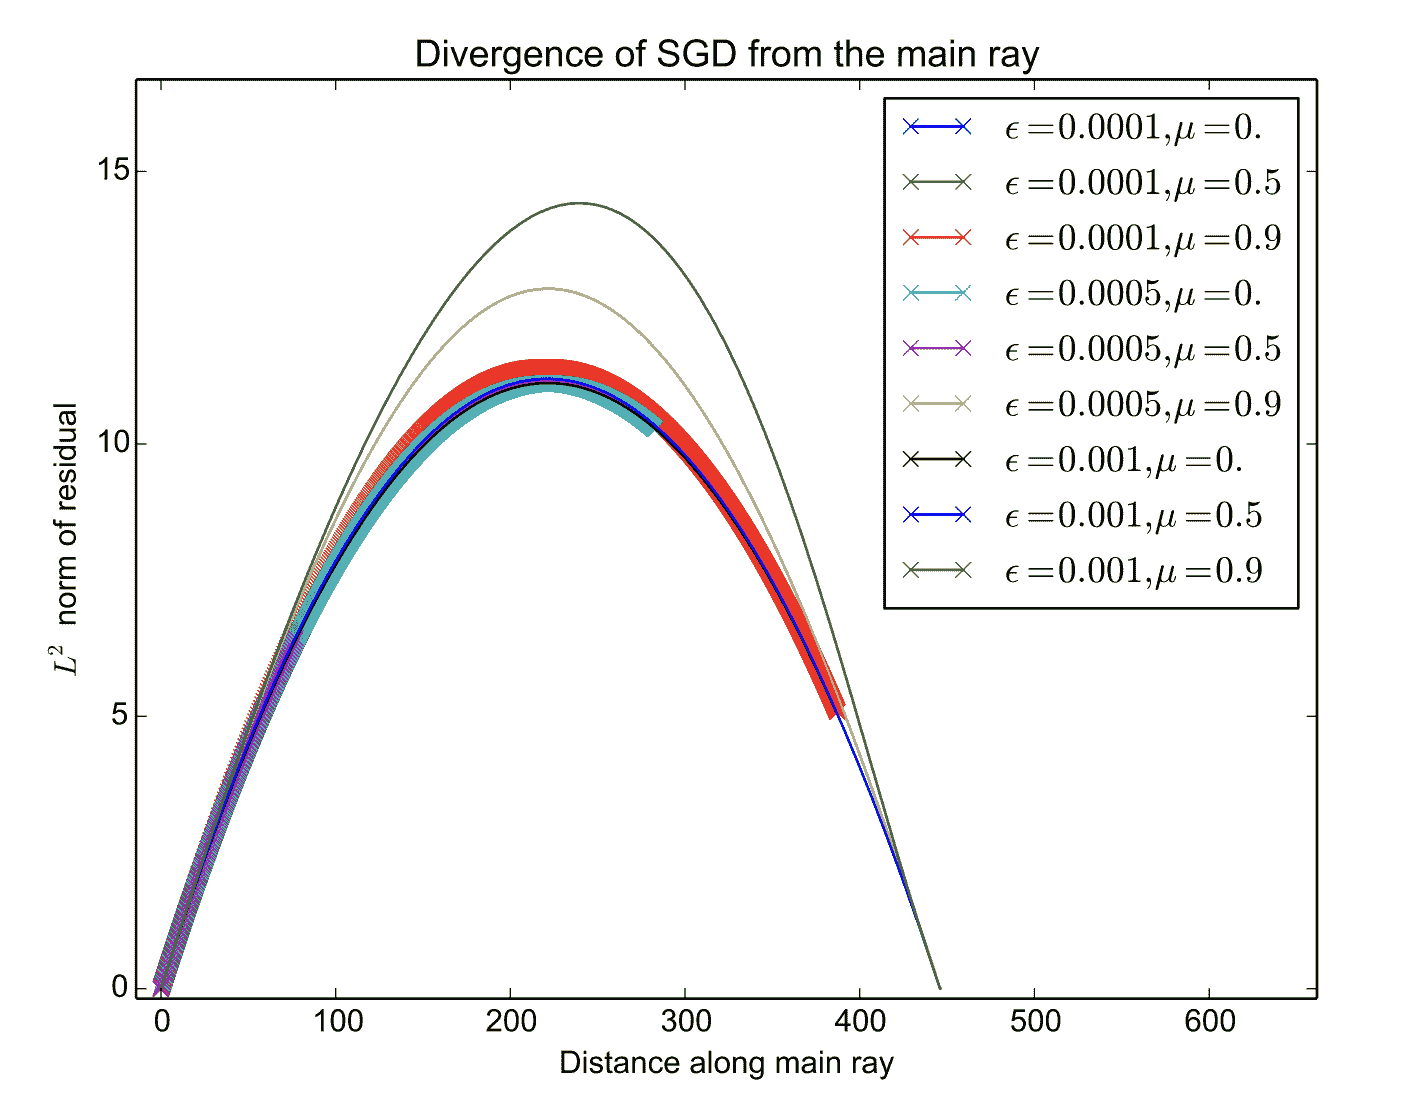 Divergence of SGD from the main ray
ϵ=0.0001,μ=0.
ϵ=0.0001,μ=0.5
ϵ=0.0001,μ=0.9
ϵ=0.0005,μ=0.
ϵ=0.0005,μ=0.5
ϵ=0.0005,μ=0.9
ϵ=0.001,μ=0.
ϵ=0.001,μ=0.5
ϵ=0.001,μ=0.9
15
10
5
0
L² norm of residual
0 100 200 300 400 500 600
Distance along main ray